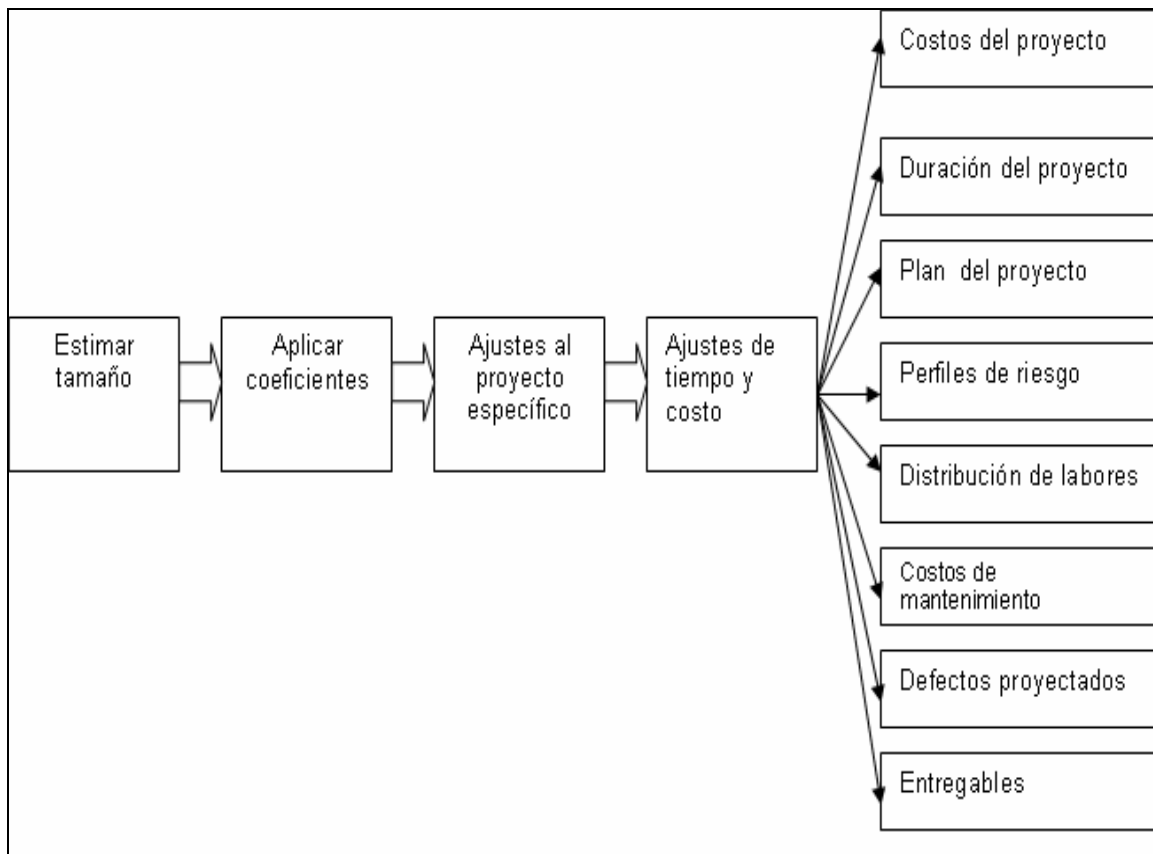 Estimar
tamaño
Aplicar
coeficientes
Ajustes al
proyecto
específico
Ajustes de
tiempo y
costo
Costos del proyecto
Duración del proyecto
Plan del proyecto
Perfiles de riesgo
Distribución de labores
Costos de
mantenimiento
Defectos proyectados
Entregables